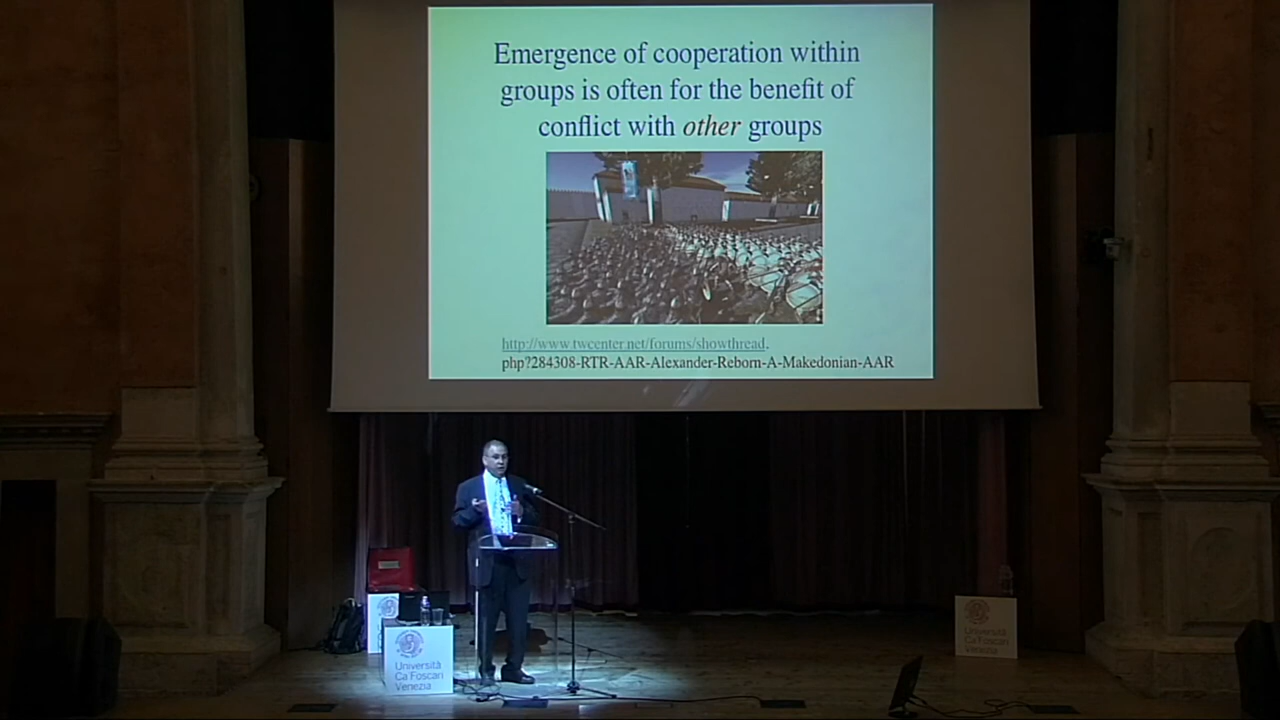 Emergence of cooperation within
groups is often for the benefit of
conflict with other groups
http://www.twcenter.net/forums/showthread.
php?284308-RTR-AAR-Alexander-Reborn-A-Makedonian-AAR
Università
Ca'Foscari
Venezia
Università
Ca'Foscari
Venezia